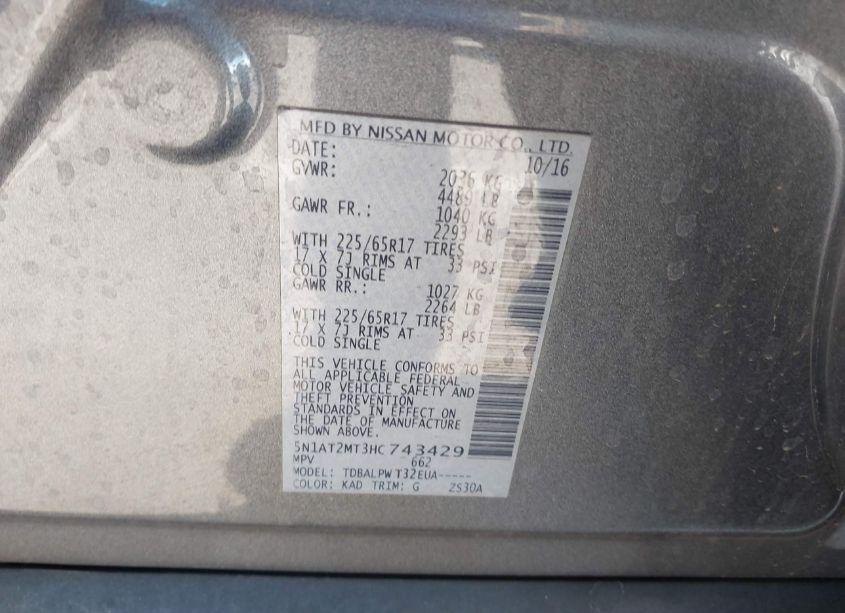 MFD BY NISSAN MOTOR CO., LTD.
DATE: 10/16
GVWR: 2036 KG
4489 LB
GAWR FR.: 1040 KG
2293 LB
WITH 225/65R17 TIRES
17 X 7J RIMS AT 33 PSI
COLD SINGLE
GAWR RR.: 1027 KG
2264 LB
WITH 225/65R17 TIRES
17 X 7J RIMS AT 33 PSI
COLD SINGLE
THIS VEHICLE CONFORMS TO
ALL APPLICABLE FEDERAL
MOTOR VEHICLE SAFETY AND
THEFT PREVENTION
STANDARDS IN EFFECT ON
THE DATE OF MANUFACTURE
SHOWN ABOVE.
5N1AT2MT3HC743429
MPV 662
MODEL: TDBALPW T32EUA-----
COLOR: KAD TRIM: G 2S30A